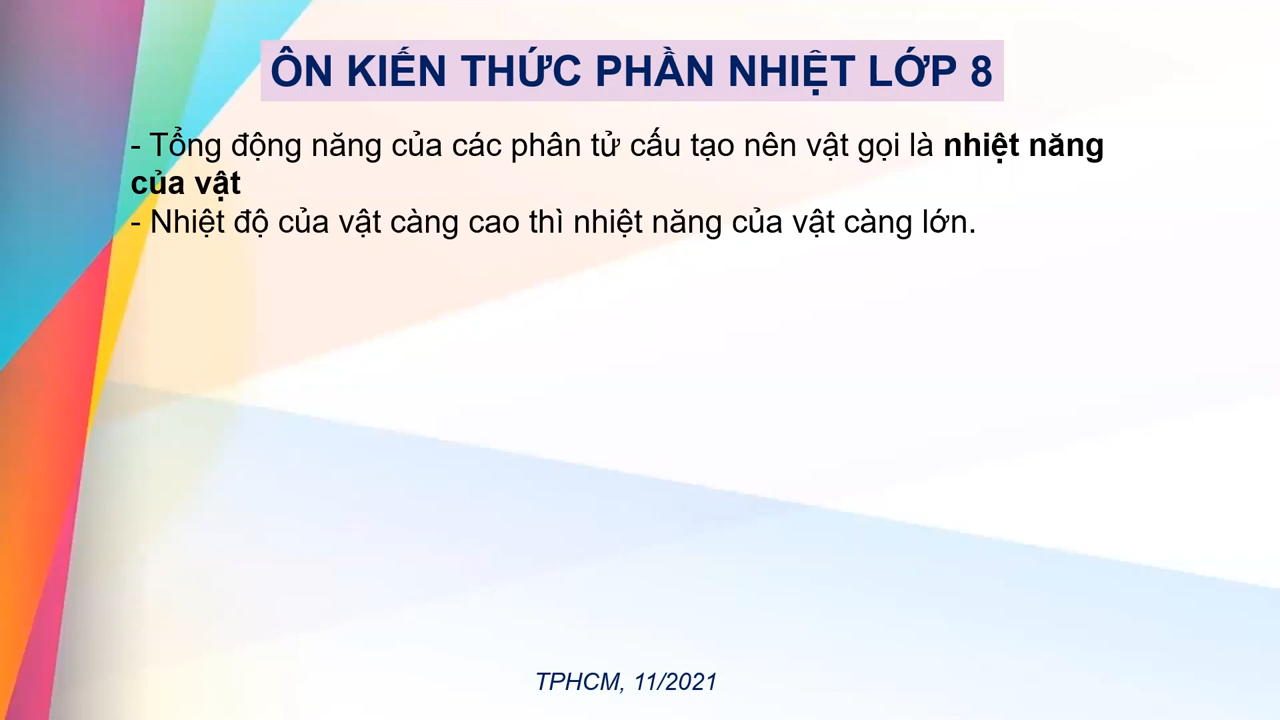 ÔN KIẾN THỨC PHẦN NHIỆT LỚP 8
- Tổng động năng của các phân tử cấu tạo nên vật gọi là nhiệt năng
của vật
- Nhiệt độ của vật càng cao thì nhiệt năng của vật càng lớn.
TPHCM, 11/2021